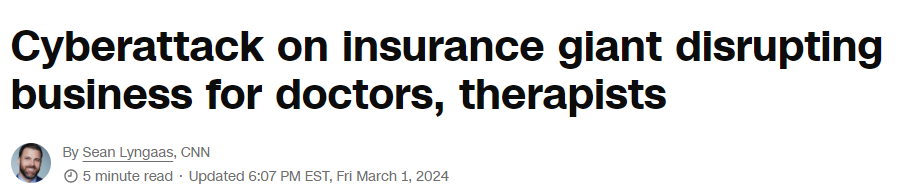 Cyberattack on insurance giant disrupting
business for doctors, therapists
By Sean Lyngaas, CNN
5 minute read · Updated 6:07 PM EST, Fri March 1, 2024